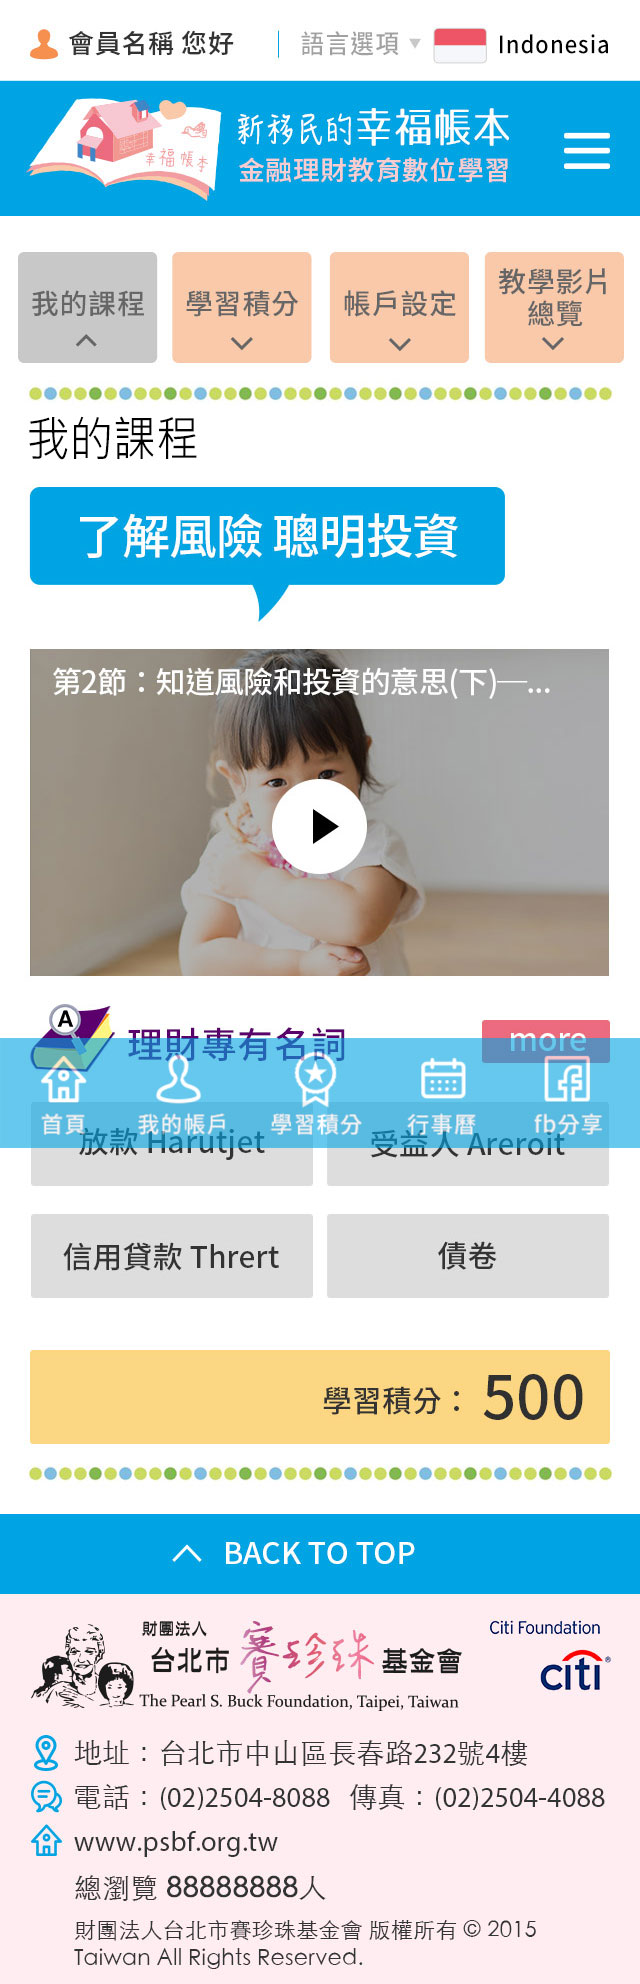 會員名稱 您好
語言選項 Indonesia
幸福帳本
新移民的幸福帳本
金融理財教育數位學習
我的課程
學習積分
帳戶設定
教學影片
總覽
我的課程
了解風險 聰明投資
第2節：知道風險和投資的意思(下)─...
A
理財專有名詞
more
首頁
我的帳戶
學習積分
行事曆
fb分享
放款 Harutjet
受益人 Areroit
信用貸款 Thrert
債卷
學習積分： 500
BACK TO TOP
財團法人
台北市賽珍珠基金會
The Pearl S. Buck Foundation, Taipei, Taiwan
Citi Foundation
citi®
地址：台北市中山區長春路232號4樓
電話：(02)2504-8088 傳真：(02)2504-4088
www.psbf.org.tw
總瀏覽 88888888人
財團法人台北市賽珍珠基金會 版權所有 © 2015
Taiwan All Rights Reserved.